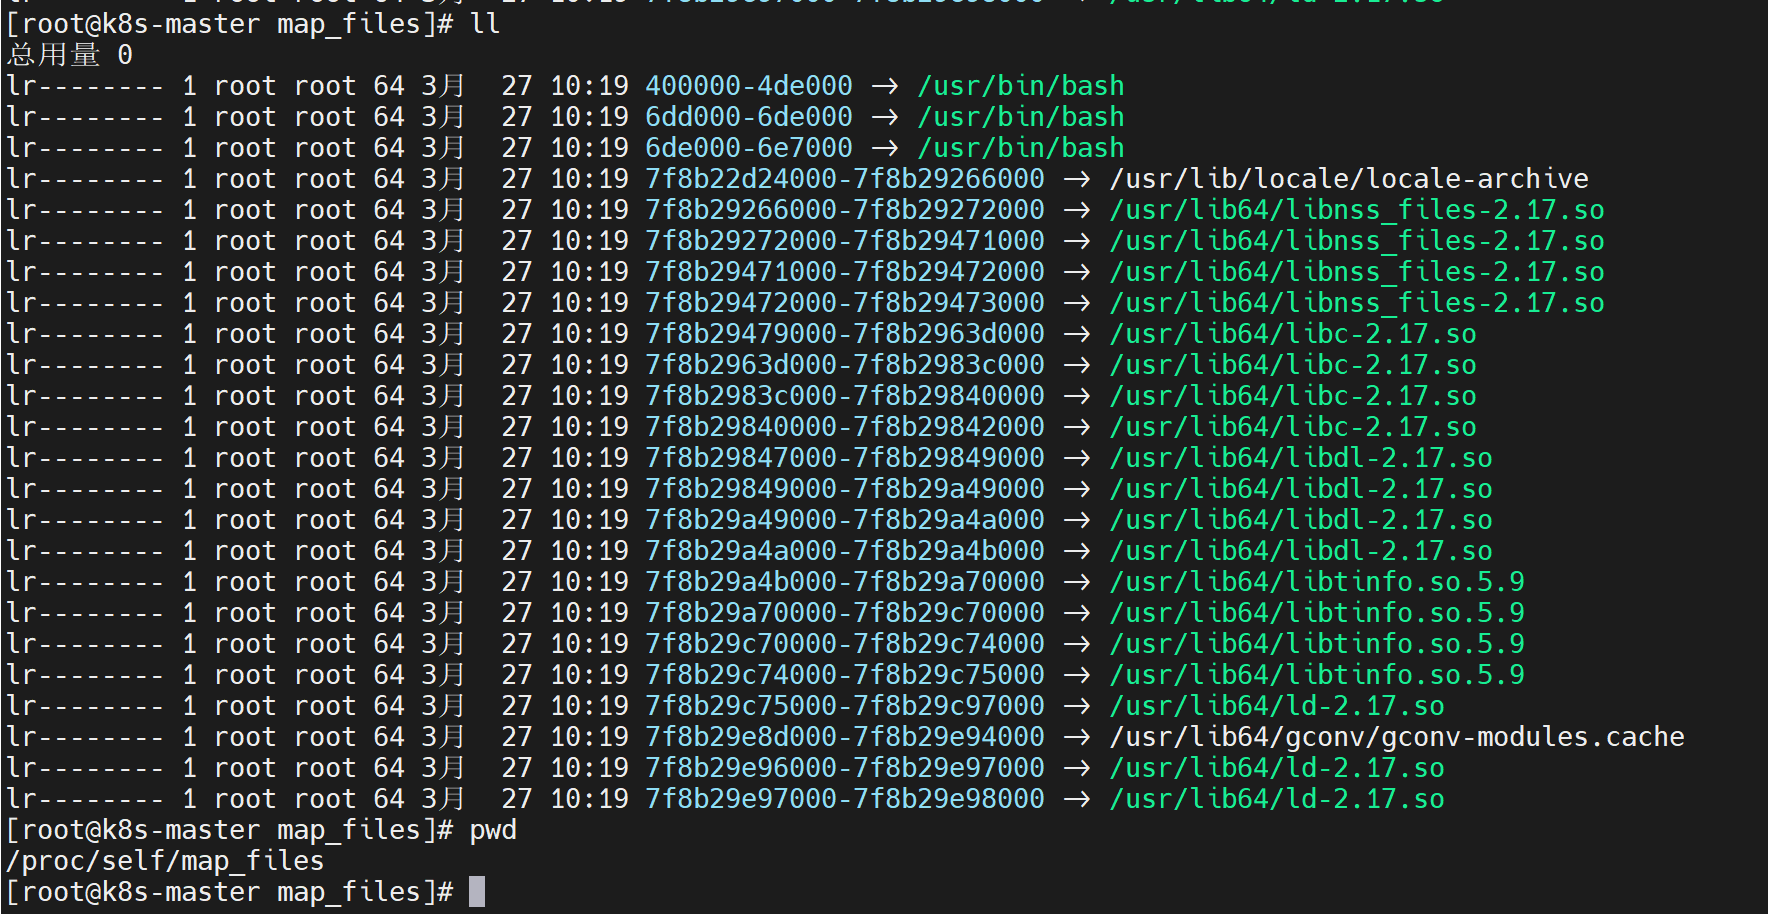 [root@k8s-master map_files]# ll
总用量 0
lr-------- 1 root root 64 3月  27 10:19 400000-4de000 -> /usr/bin/bash
lr-------- 1 root root 64 3月  27 10:19 6dd000-6de000 -> /usr/bin/bash
lr-------- 1 root root 64 3月  27 10:19 6de000-6e7000 -> /usr/bin/bash
lr-------- 1 root root 64 3月  27 10:19 7f8b22d24000-7f8b29266000 -> /usr/lib/locale/locale-archive
lr-------- 1 root root 64 3月  27 10:19 7f8b29266000-7f8b29272000 -> /usr/lib64/libnss_files-2.17.so
lr-------- 1 root root 64 3月  27 10:19 7f8b29272000-7f8b29471000 -> /usr/lib64/libnss_files-2.17.so
lr-------- 1 root root 64 3月  27 10:19 7f8b29471000-7f8b29472000 -> /usr/lib64/libnss_files-2.17.so
lr-------- 1 root root 64 3月  27 10:19 7f8b29472000-7f8b29473000 -> /usr/lib64/libnss_files-2.17.so
lr-------- 1 root root 64 3月  27 10:19 7f8b29479000-7f8b2963d000 -> /usr/lib64/libc-2.17.so
lr-------- 1 root root 64 3月  27 10:19 7f8b2963d000-7f8b2983c000 -> /usr/lib64/libc-2.17.so
lr-------- 1 root root 64 3月  27 10:19 7f8b2983c000-7f8b29840000 -> /usr/lib64/libc-2.17.so
lr-------- 1 root root 64 3月  27 10:19 7f8b29840000-7f8b29842000 -> /usr/lib64/libc-2.17.so
lr-------- 1 root root 64 3月  27 10:19 7f8b29847000-7f8b29849000 -> /usr/lib64/libdl-2.17.so
lr-------- 1 root root 64 3月  27 10:19 7f8b29849000-7f8b29a49000 -> /usr/lib64/libdl-2.17.so
lr-------- 1 root root 64 3月  27 10:19 7f8b29a49000-7f8b29a4a000 -> /usr/lib64/libdl-2.17.so
lr-------- 1 root root 64 3月  27 10:19 7f8b29a4a000-7f8b29a4b000 -> /usr/lib64/libdl-2.17.so
lr-------- 1 root root 64 3月  27 10:19 7f8b29a4b000-7f8b29a70000 -> /usr/lib64/libtinfo.so.5.9
lr-------- 1 root root 64 3月  27 10:19 7f8b29a70000-7f8b29c70000 -> /usr/lib64/libtinfo.so.5.9
lr-------- 1 root root 64 3月  27 10:19 7f8b29c70000-7f8b29c74000 -> /usr/lib64/libtinfo.so.5.9
lr-------- 1 root root 64 3月  27 10:19 7f8b29c74000-7f8b29c75000 -> /usr/lib64/libtinfo.so.5.9
lr-------- 1 root root 64 3月  27 10:19 7f8b29c75000-7f8b29c97000 -> /usr/lib64/ld-2.17.so
lr-------- 1 root root 64 3月  27 10:19 7f8b29e8d000-7f8b29e94000 -> /usr/lib64/gconv/gconv-modules.cache
lr-------- 1 root root 64 3月  27 10:19 7f8b29e96000-7f8b29e97000 -> /usr/lib64/ld-2.17.so
lr-------- 1 root root 64 3月  27 10:19 7f8b29e97000-7f8b29e98000 -> /usr/lib64/ld-2.17.so
[root@k8s-master map_files]# pwd
/proc/self/map_files
[root@k8s-master map_files]#